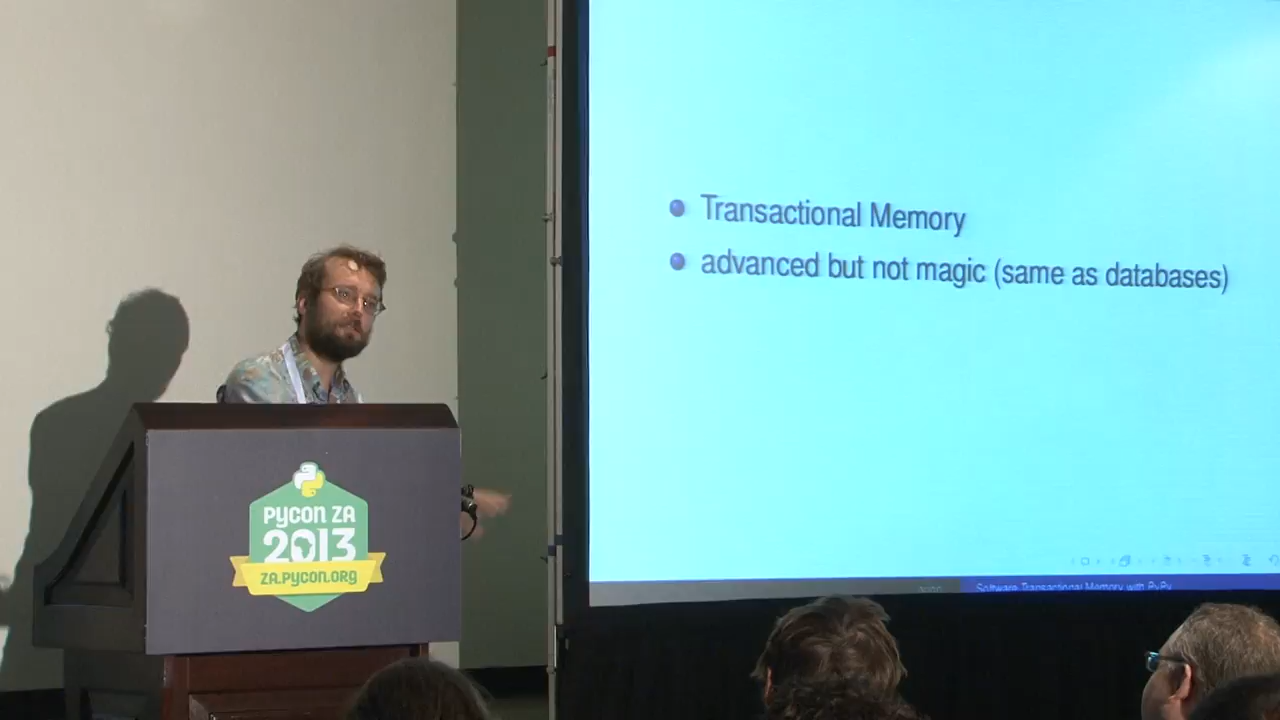 Transactional Memory
advanced but not magic (same as databases)
Software Transactional Memory with PyPy
PYCON ZA
2013
ZA.PYCON.ORG